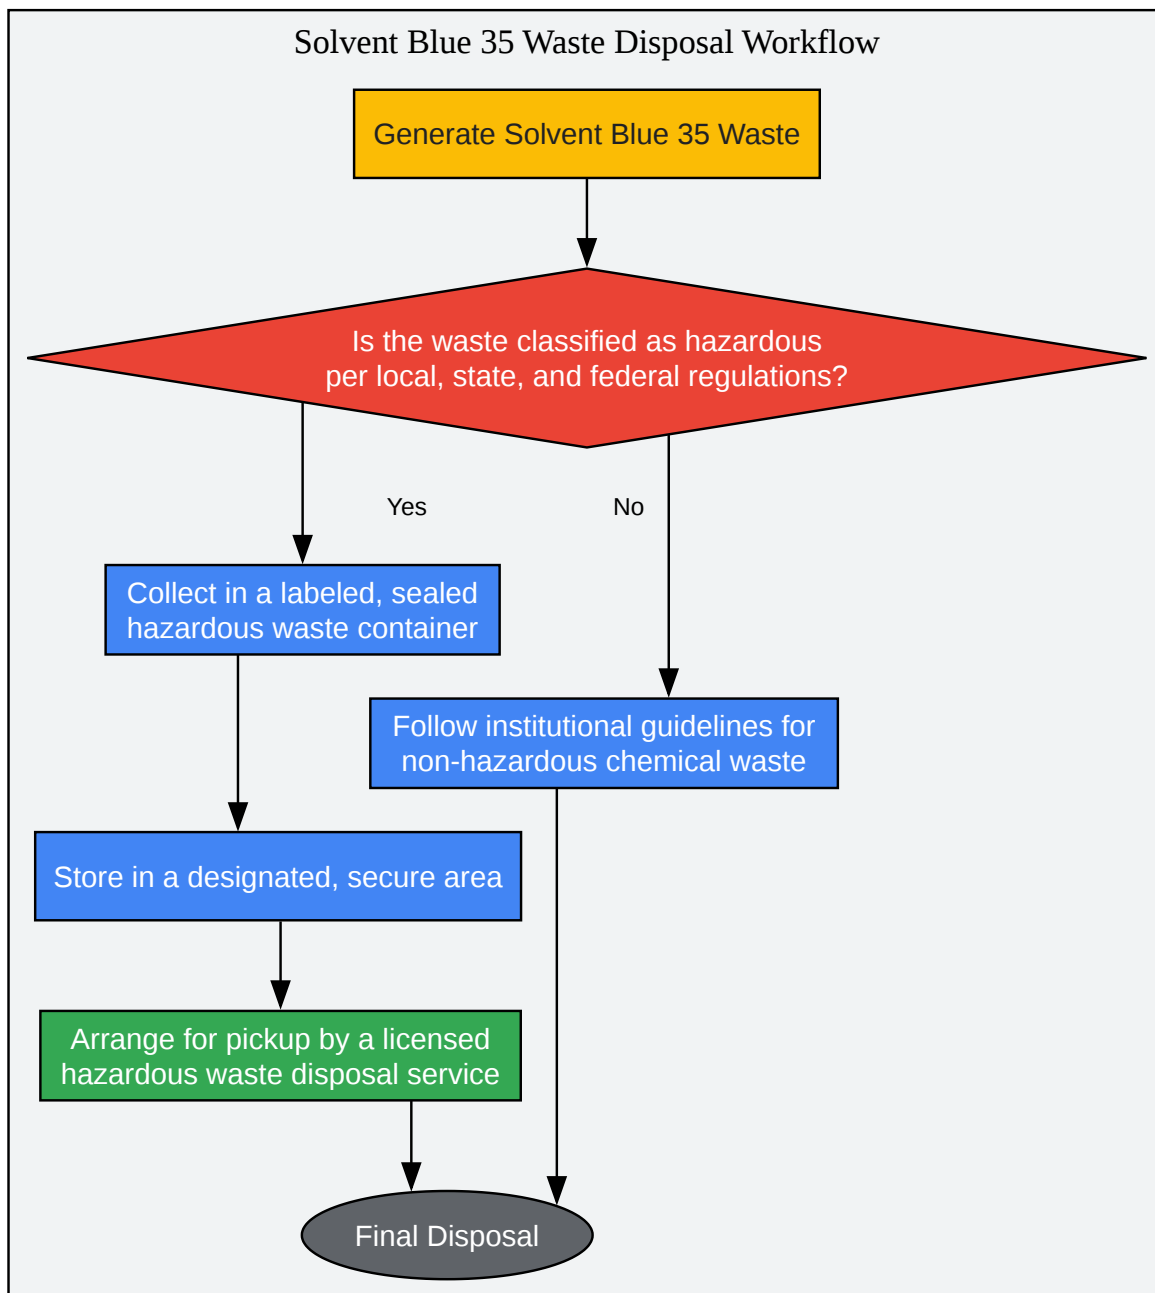 Solvent Blue 35 Waste Disposal Workflow
Generate Solvent Blue 35 Waste
Is the waste classified as hazardous
per local, state, and federal regulations?
Yes
No
Collect in a labeled, sealed
hazardous waste container
Follow institutional guidelines for
non-hazardous chemical waste
Store in a designated, secure area
Arrange for pickup by a licensed
hazardous waste disposal service
Final Disposal